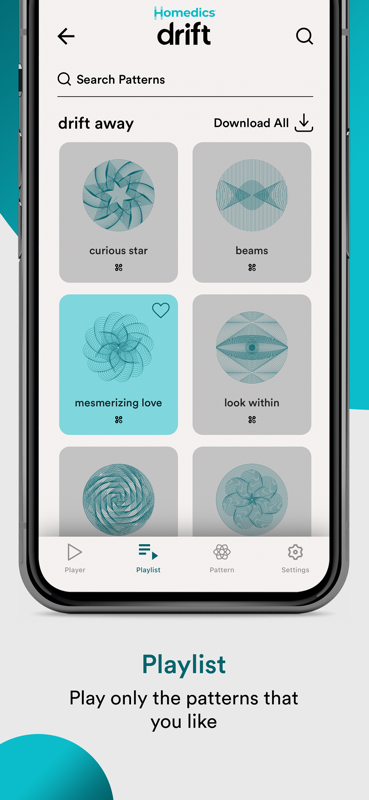 Homedics
drift
Search Patterns
drift away
Download All
curious star
beams
mesmerizing love
look within
Player
Playlist
Pattern
Settings
Playlist
Play only the patterns that
you like